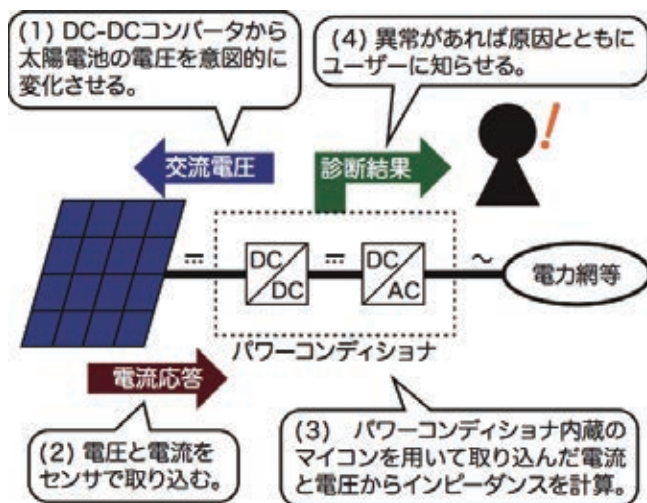 (1) DC-DCコンバータから
太陽電池の電圧を意図的に
変化させる。
(4) 異常があれば原因とともに
ユーザーに知らせる。
交流電圧
診断結果
DC
DC
DC
AC
～
電力網等
パワーコンディショナ
電流応答
(2) 電圧と電流を
センサで取り込む。
(3) パワーコンディショナ内蔵の
マイコンを用いて取り込んだ電流
と電圧からインピーダンスを計算。